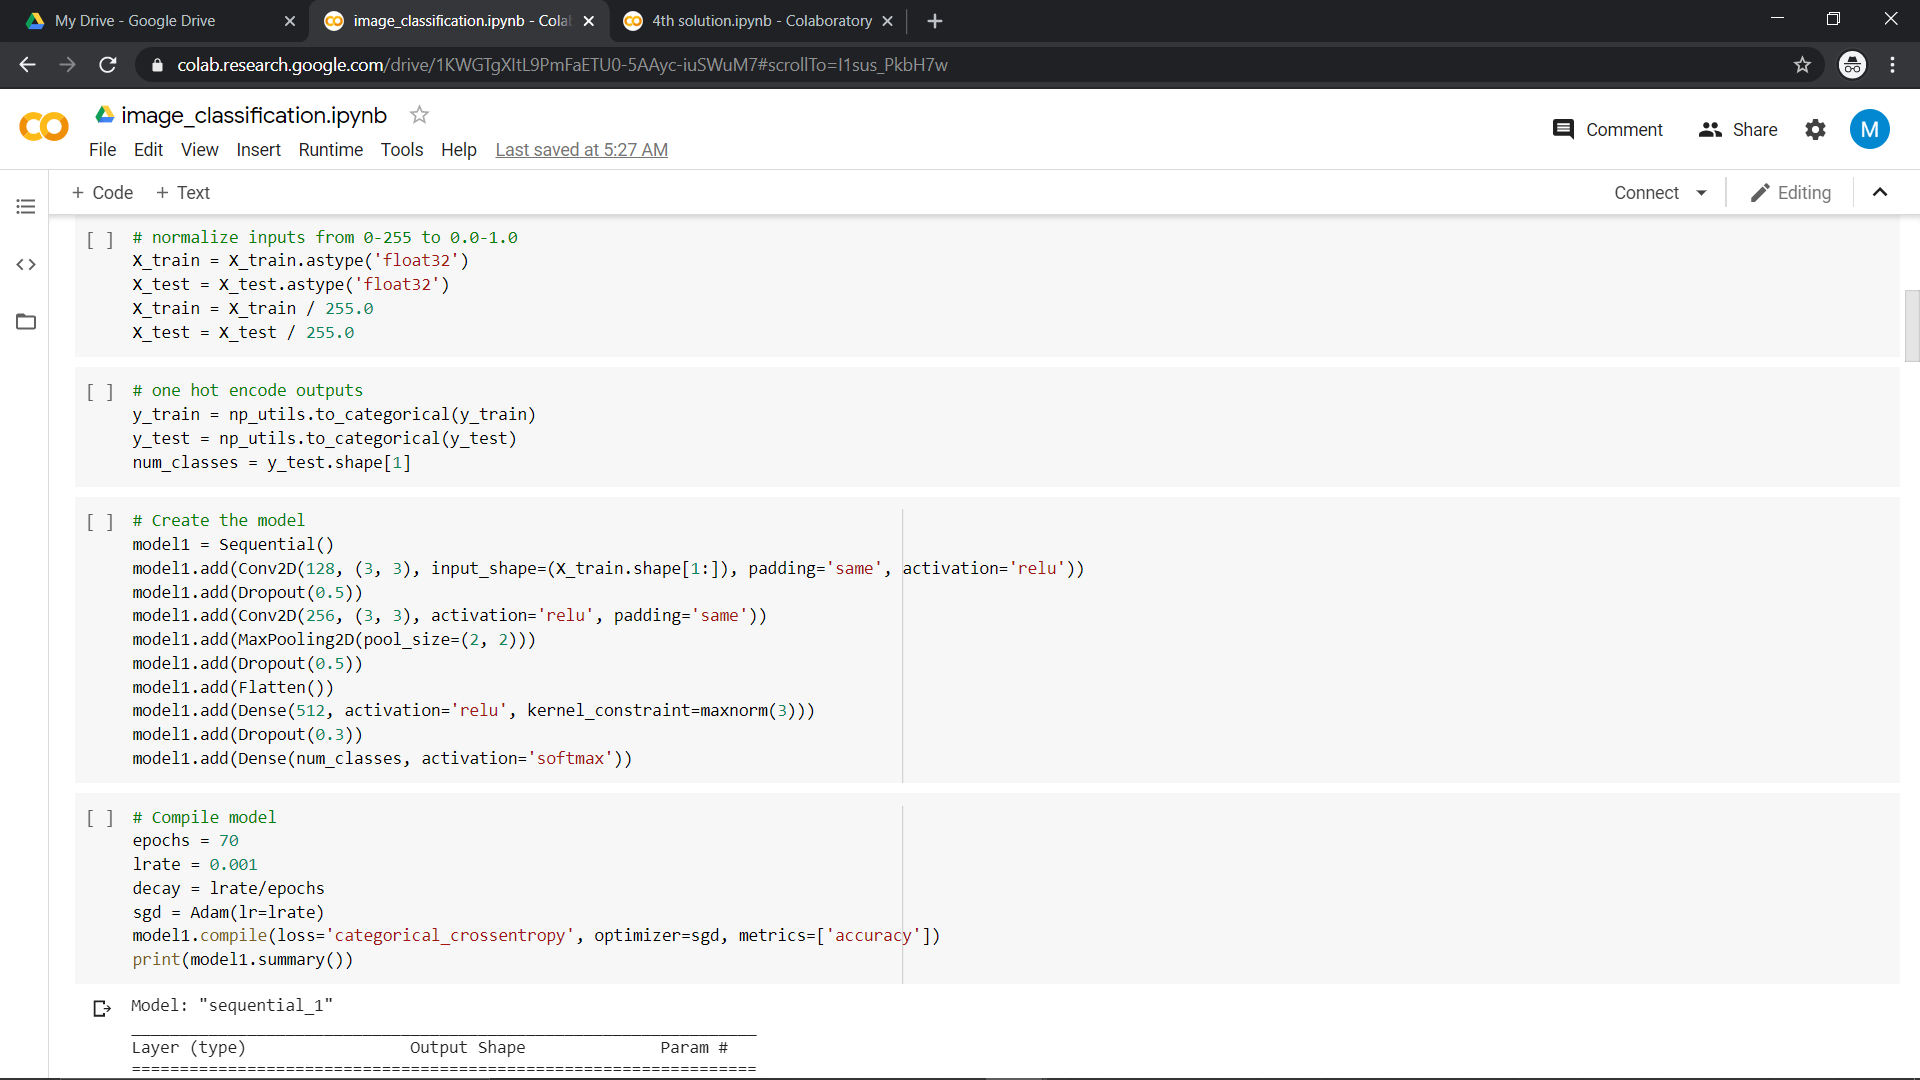 My Drive - Google Drive
image_classification.ipynb - Cola
4th solution.ipynb - Colaboratory
colab.research.google.com/drive/1KWGTgXItL9PmFaETU0-5AAyc-iuSWuM7#scrollTo=I1sus_PkbH7w
image_classification.ipynb
Comment
Share
M
File Edit View Insert Runtime Tools Help Last saved at 5:27 AM
+ Code + Text
Connect
Editing
[ ] # normalize inputs from 0-255 to 0.0-1.0
X_train = X_train.astype('float32')
X_test = X_test.astype('float32')
X_train = X_train / 255.0
X_test = X_test / 255.0
[ ] # one hot encode outputs
y_train = np_utils.to_categorical(y_train)
y_test = np_utils.to_categorical(y_test)
num_classes = y_test.shape[1]
[ ] # Create the model
model1 = Sequential()
model1.add(Conv2D(128, (3, 3), input_shape=(X_train.shape[1:]), padding='same', activation='relu'))
model1.add(Dropout(0.5))
model1.add(Conv2D(256, (3, 3), activation='relu', padding='same'))
model1.add(MaxPooling2D(pool_size=(2, 2)))
model1.add(Dropout(0.5))
model1.add(Flatten())
model1.add(Dense(512, activation='relu', kernel_constraint=maxnorm(3)))
model1.add(Dropout(0.3))
model1.add(Dense(num_classes, activation='softmax'))
[ ] # Compile model
epochs = 70
lrate = 0.001
decay = lrate/epochs
sgd = Adam(lr=lrate)
model1.compile(loss='categorical_crossentropy', optimizer=sgd, metrics=['accuracy'])
print(model1.summary())
Model: "sequential_1"
_________________________________________________________________
Layer (type) Output Shape Param #
=================================================================